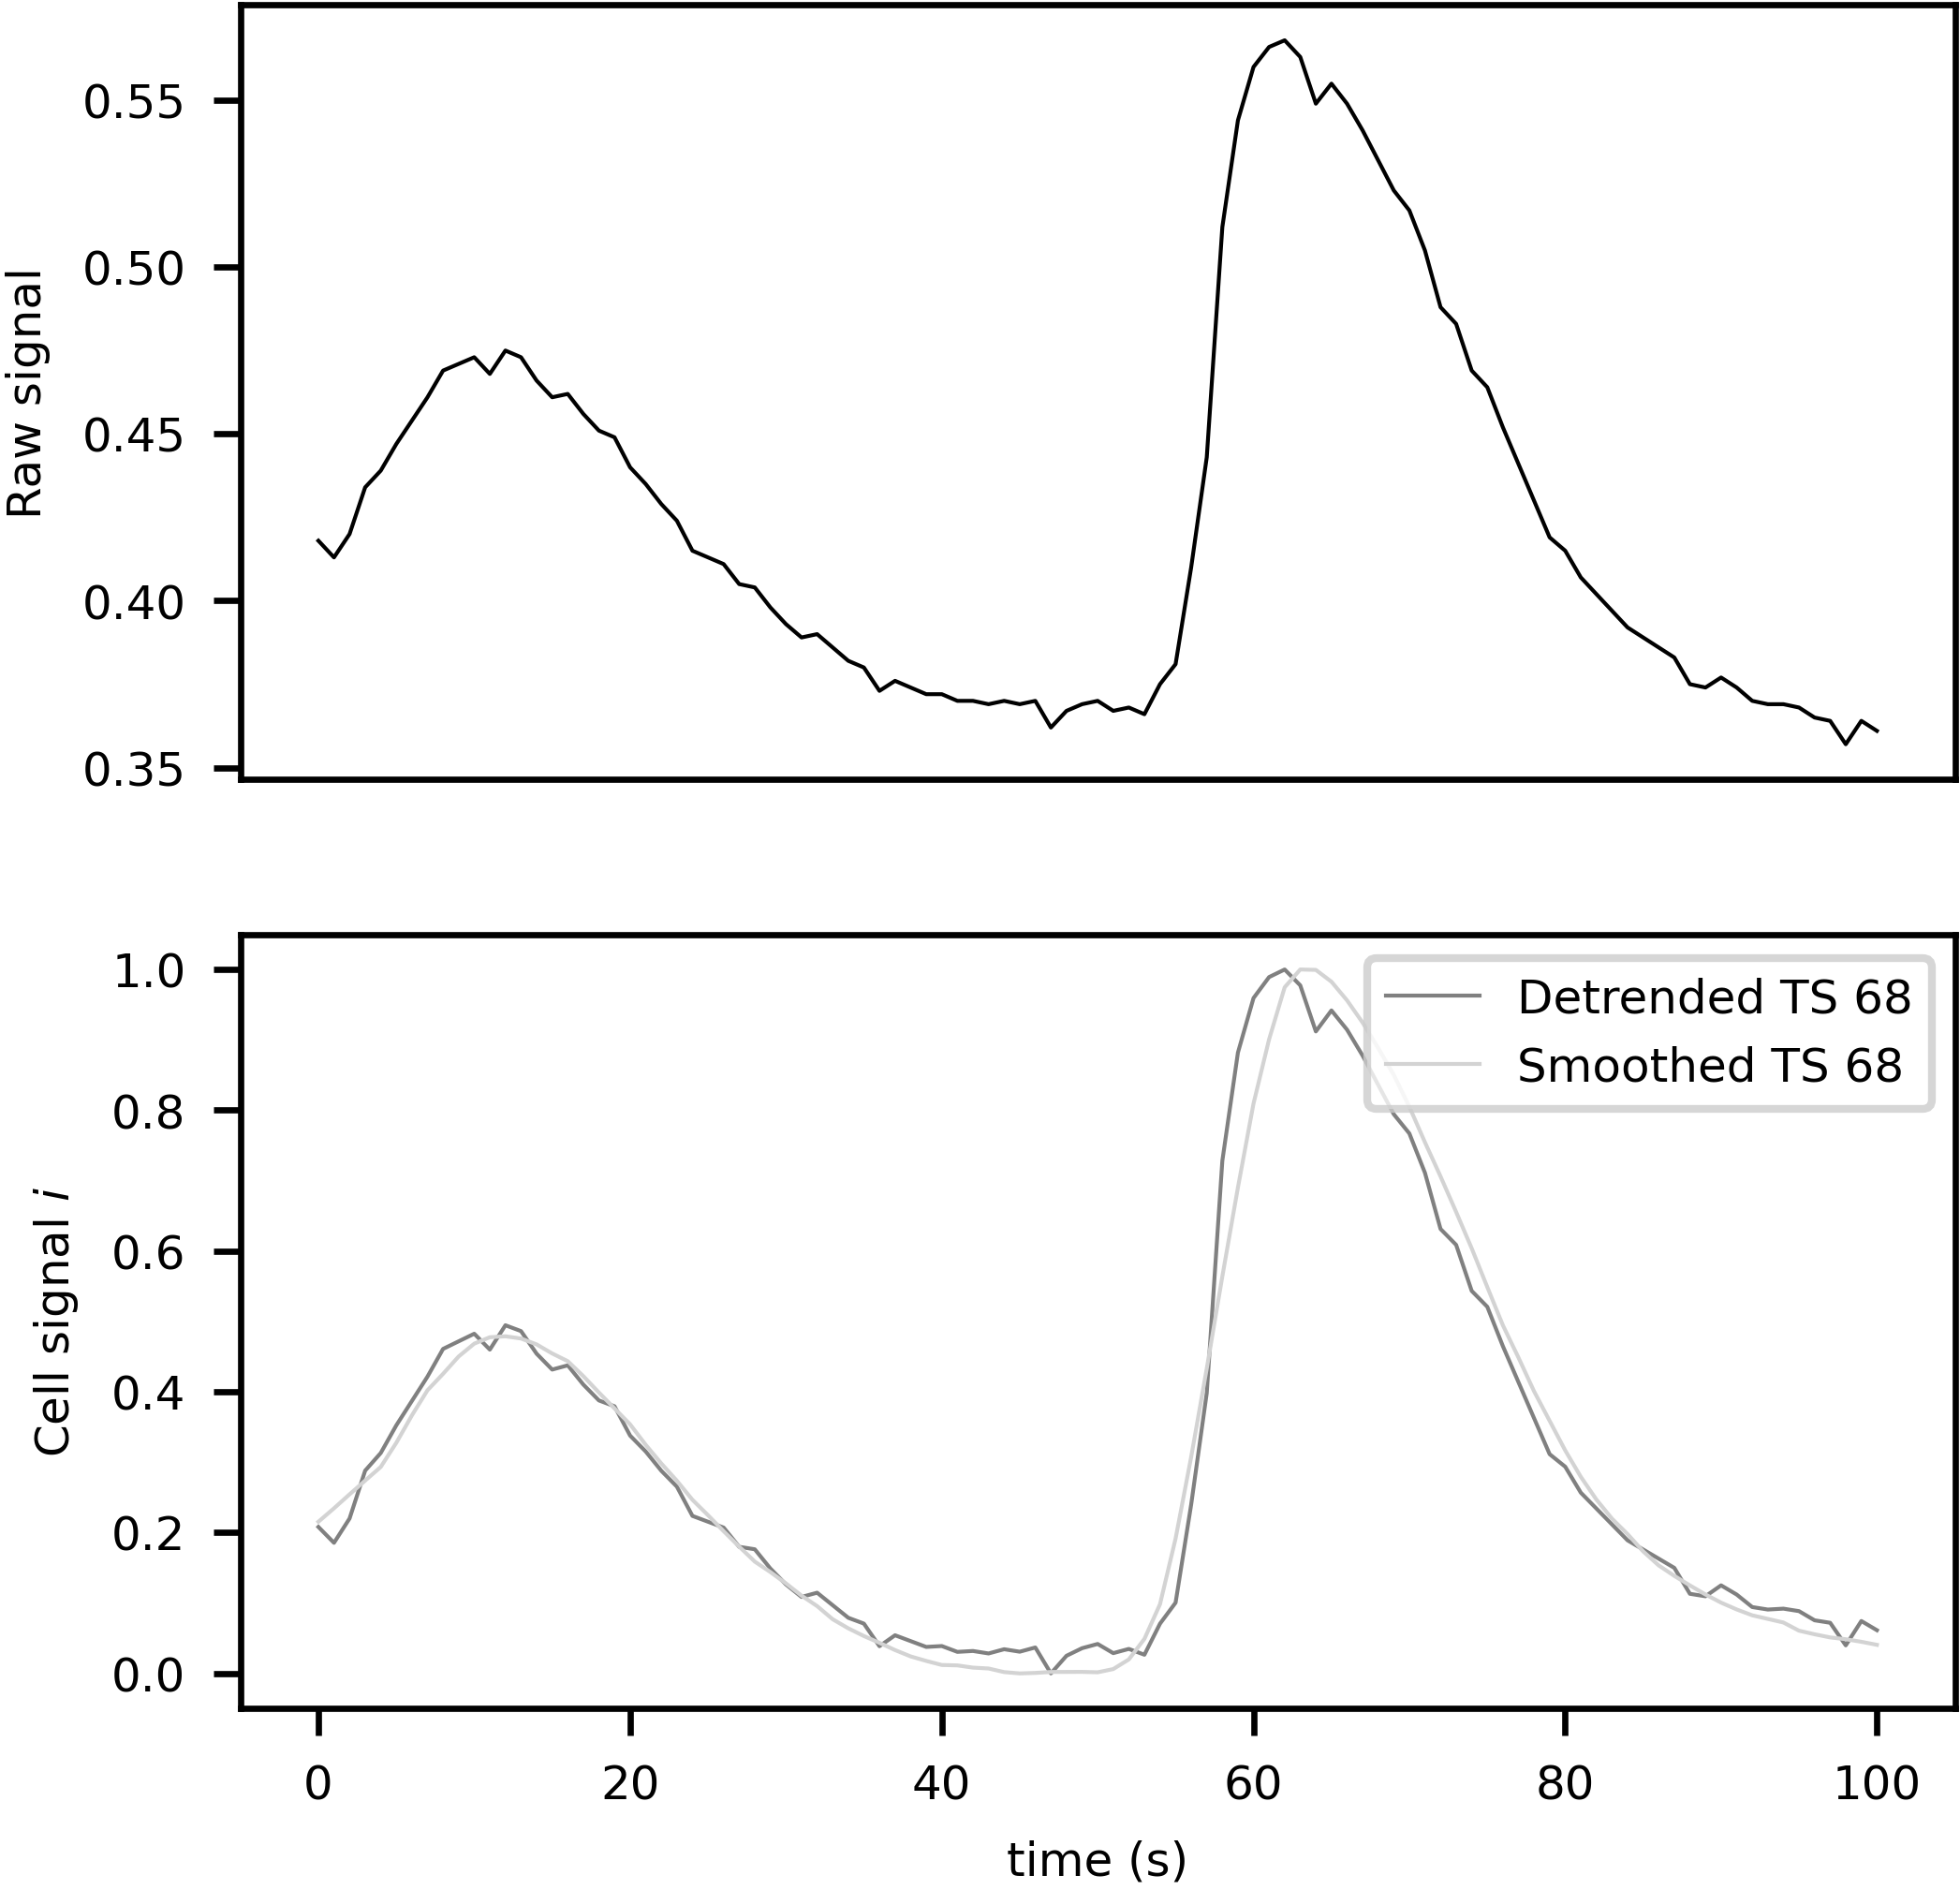 Raw signal
0.55
0.50
0.45
0.40
0.35
Cell signal i
1.0
0.8
0.6
0.4
0.2
0.0
Detrended TS 68
Smoothed TS 68
0 20 40 60 80 100
time (s)